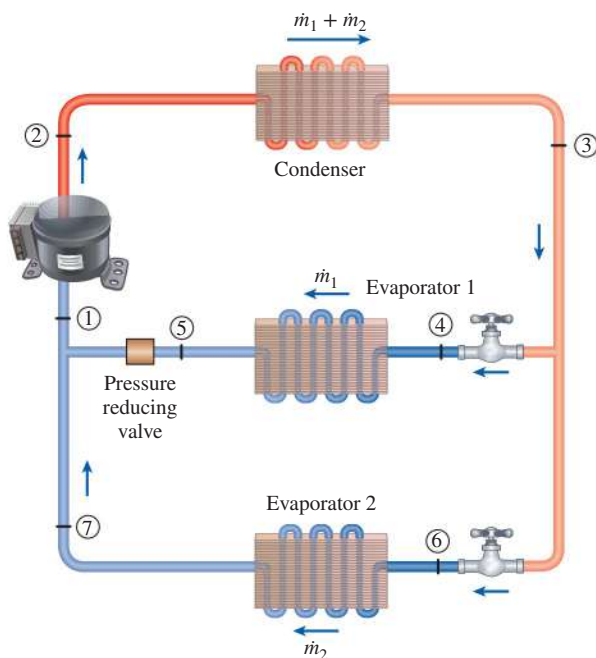 ṁ₁ + ṁ₂
②
③
Condenser
ṁ₁
Evaporator 1
①
⑤
④
Pressure
reducing
valve
Evaporator 2
⑦
⑥
ṁ₂